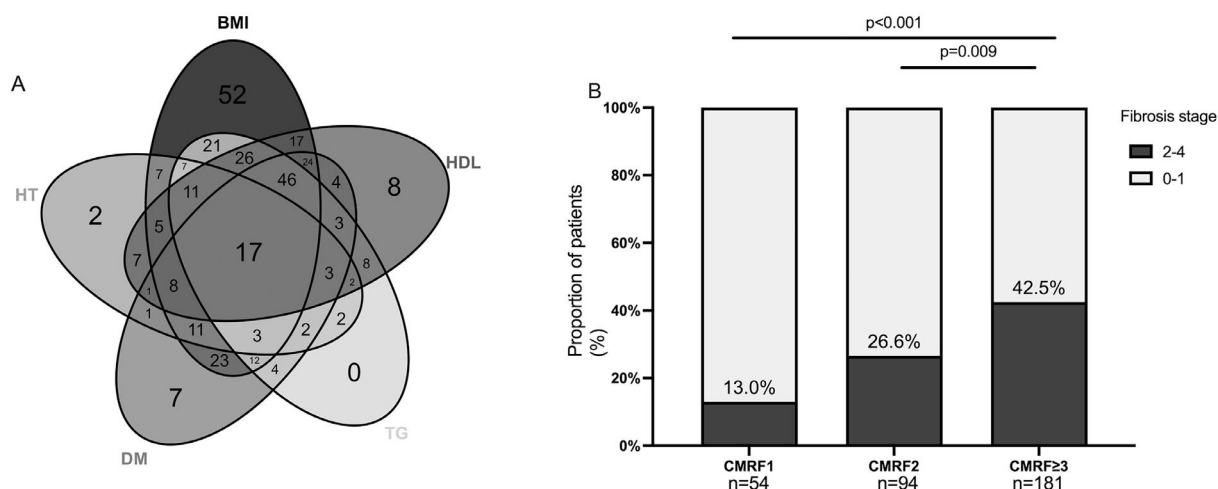 A
BMI
52
HDL
8
HT
2
DM
7
TG
0
21
26
17
24
7
7
11
46
4
5
3
17
7
8
3
8
2
1
1
8
11
3
2
2
23
12
4
B
p<0.001
p=0.009
Fibrosis stage
2-4
0-1
Proportion of patients
(%)
100%
80%
60%
40%
20%
0%
13.0%
26.6%
42.5%
CMRF1
n=54
CMRF2
n=94
CMRF≥3
n=181